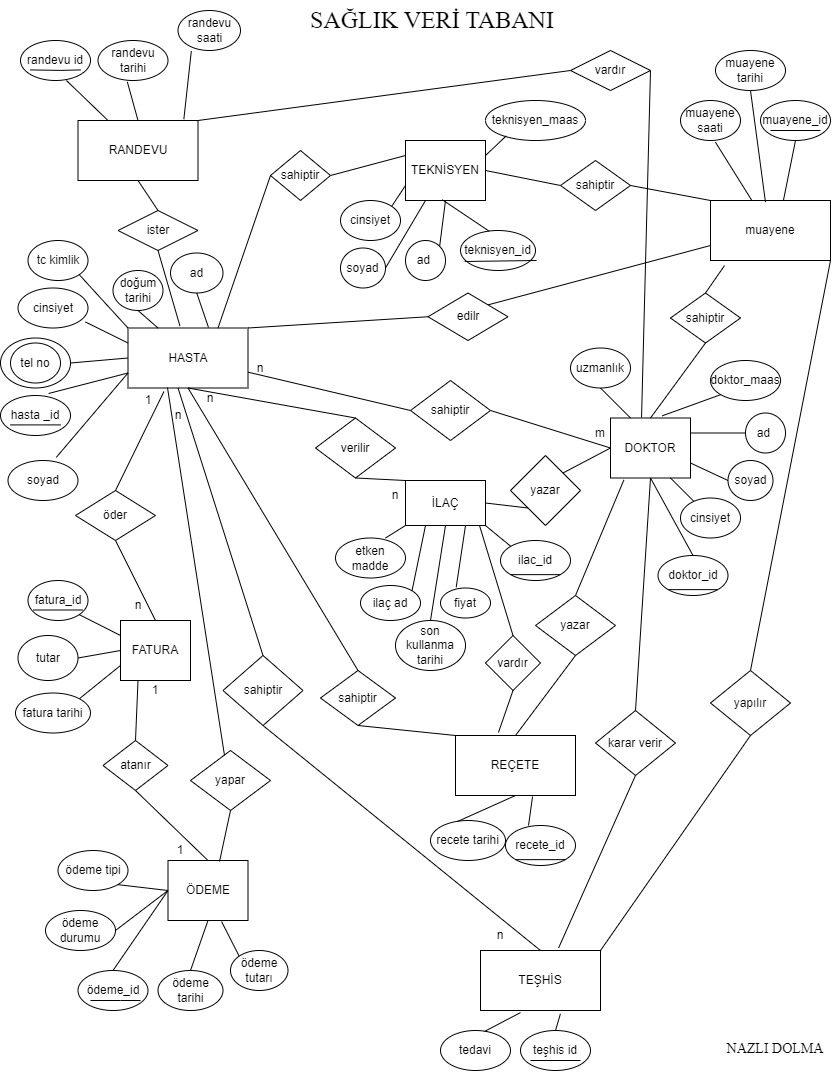 SAĞLIK VERİ TABANI
randevu
saati
randevu id
randevu
tarihi
vardır
muayene
tarihi
muayene
saati
muayene_id
RANDEVU
teknisyen_maas
TEKNİSYEN
sahiptir
sahiptir
cinsiyet
soyad
ad
teknisyen_id
muayene
ister
tc kimlik
doğum
tarihi
ad
cinsiyet
edilr
sahiptir
tel no
HASTA
n
uzmanlık
doktor_maas
hasta _id
1
n
n
sahiptir
m
DOKTOR
ad
verilir
soyad
soyad
yazar
n
İLAÇ
cinsiyet
öder
etken
madde
ilac_id
doktor_id
fatura_id
n
ilaç ad
fiyat
son
kullanma
tarihi
yazar
tutar
FATURA
vardır
fatura tarihi
1
sahiptir
sahiptir
yapılır
karar verir
atanır
yapar
REÇETE
recete tarihi
recete_id
1
ödeme tipi
ÖDEME
ödeme
durumu
n
ödeme
tutarı
ödeme_id
ödeme
tarihi
TEŞHİS
tedavi
teşhis id
NAZLI DOLMA